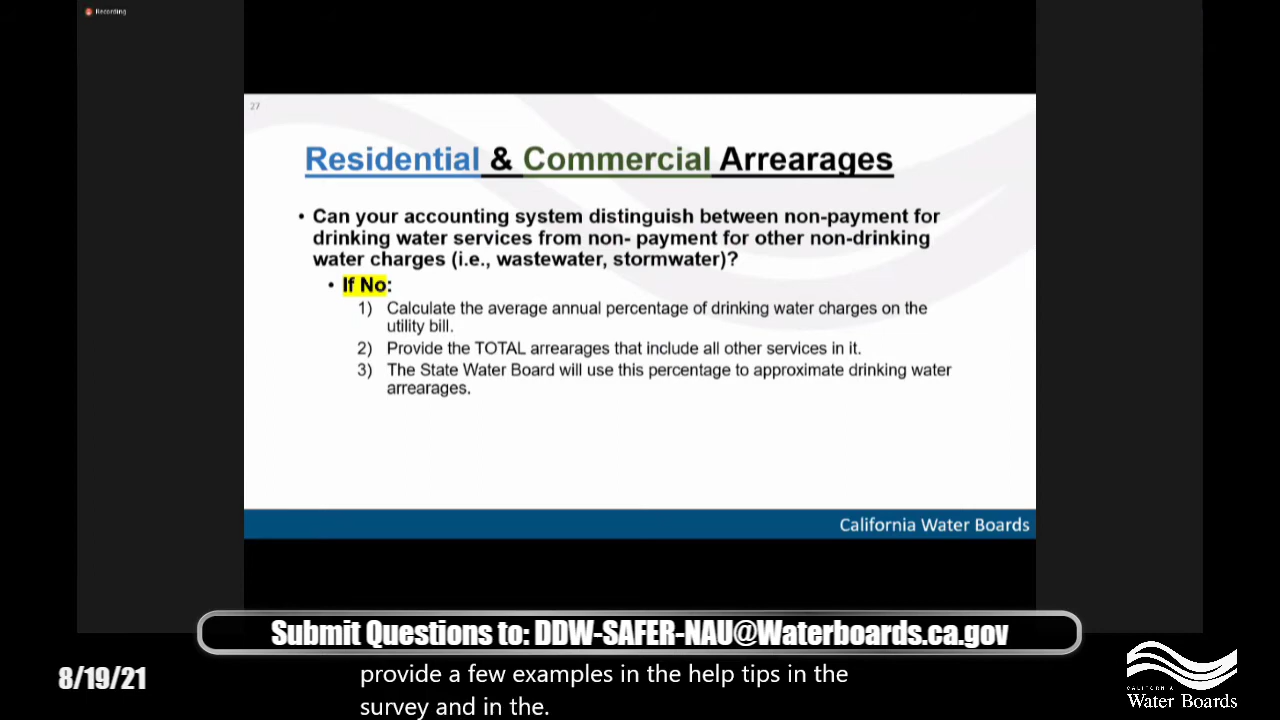 Recording
27
Residential & Commercial Arrearages
• Can your accounting system distinguish between non-payment for
drinking water services from non- payment for other non-drinking
water charges (i.e., wastewater, stormwater)?
• If No:
1) Calculate the average annual percentage of drinking water charges on the
utility bill.
2) Provide the TOTAL arrearages that include all other services in it.
3) The State Water Board will use this percentage to approximate drinking water
arrearages.
California Water Boards
Submit Questions to: DDW-SAFER-NAU@Waterboards.ca.gov
8/19/21
provide a few examples in the help tips in the
survey and in the.
CALIFORNIA
Water Boards